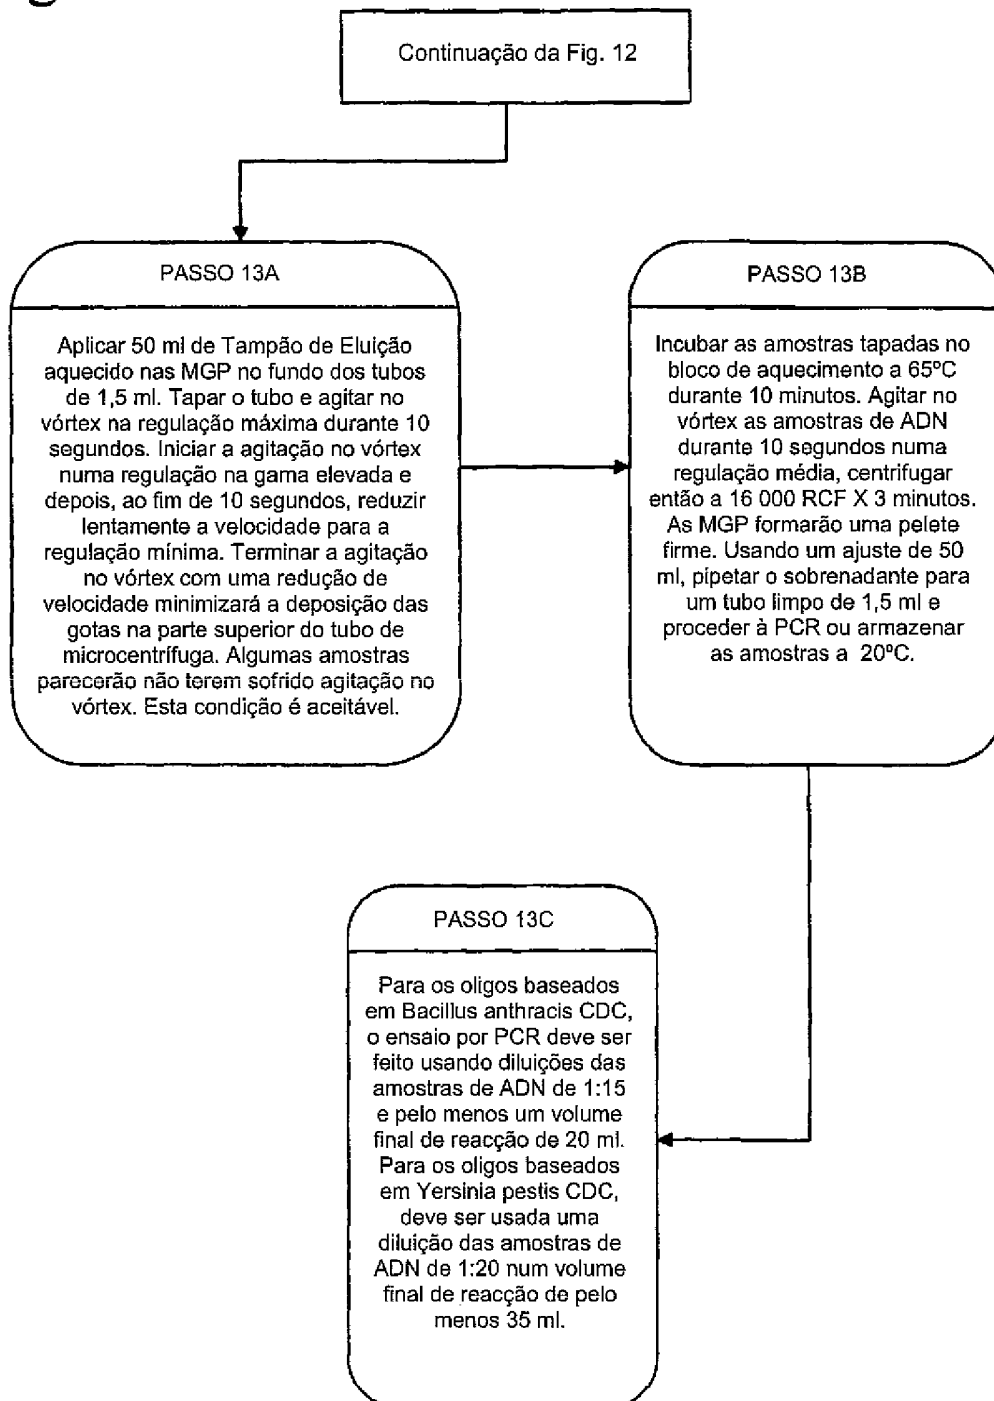 Continuação da Fig. 12
PASSO 13A
Aplicar 50 ml de Tampão de Eluição
aquecido nas MGP no fundo dos tubos
de 1,5 ml. Tapar o tubo e agitar no
vórtex na regulação máxima durante 10
segundos. Iniciar a agitação no vórtex
numa regulação na gama elevada e
depois, ao fim de 10 segundos, reduzir
lentamente a velocidade para a
regulação mínima. Terminar a agitação
no vórtex com uma redução de
velocidade minimizará a deposição das
gotas na parte superior do tubo de
microcentrífuga. Algumas amostras
parecerão não terem sofrido agitação no
vórtex. Esta condição é aceitável.
PASSO 13B
Incubar as amostras tapadas no
bloco de aquecimento a 65ºC
durante 10 minutos. Agitar no
vórtex as amostras de ADN
durante 10 segundos numa
regulação média, centrifugar
então a 16 000 RCF X 3 minutos.
As MGP formarão uma pelete
firme. Usando um ajuste de 50
ml, pipetar o sobrenadante para
um tubo limpo de 1,5 ml e
proceder à PCR ou armazenar
as amostras a 20ºC.
PASSO 13C
Para os oligos baseados
em Bacillus anthracis CDC,
o ensaio por PCR deve ser
feito usando diluições das
amostras de ADN de 1:15
e pelo menos um volume
final de reacção de 20 ml.
Para os oligos baseados
em Yersinia pestis CDC,
deve ser usada uma
diluição das amostras de
ADN de 1:20 num volume
final de reacção de pelo
menos 35 ml.